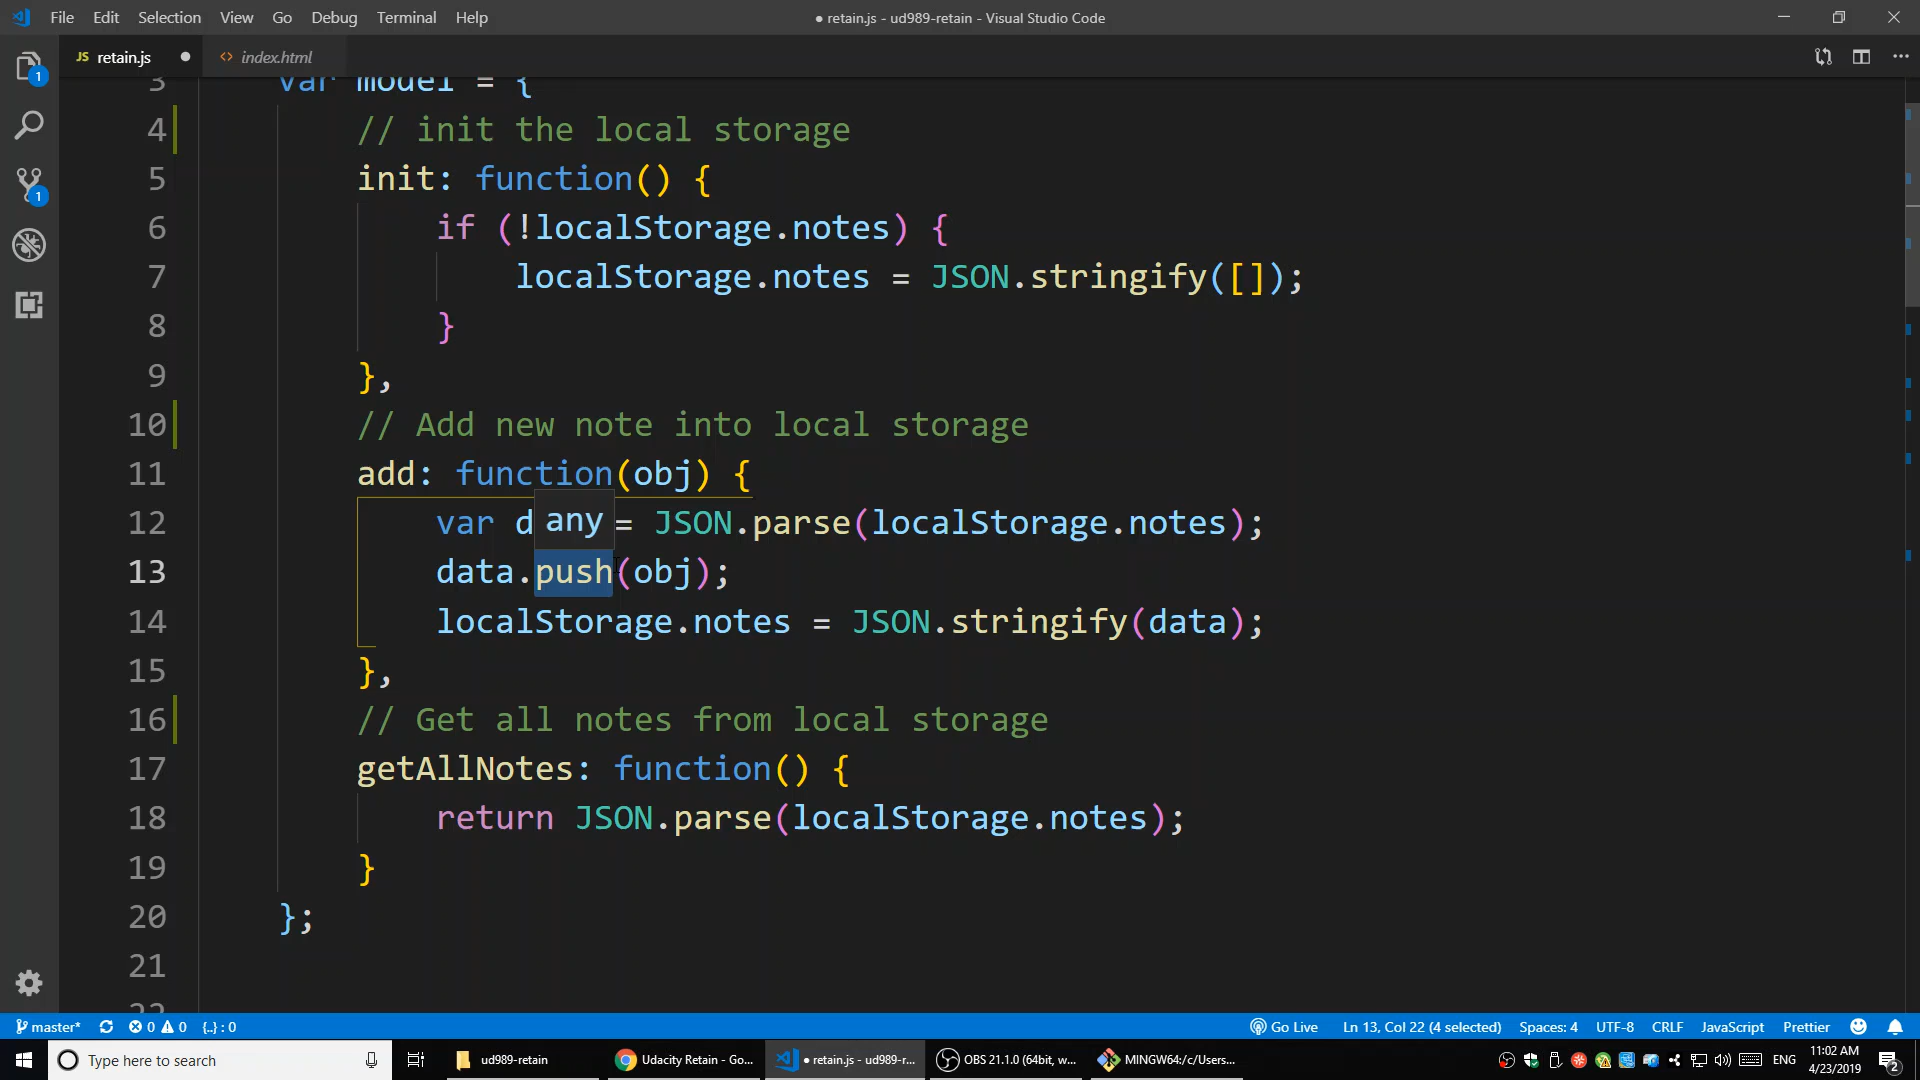 File Edit Selection View Go Debug Terminal Help
● retain.js - ud989-retain - Visual Studio Code
JS retain.js ●
<> index.html
3 var model = {
4 // init the local storage
5 init: function() {
6 if (!localStorage.notes) {
7 localStorage.notes = JSON.stringify([]);
8 }
9 },
10 // Add new note into local storage
11 add: function(obj) {
12 var d any = JSON.parse(localStorage.notes);
13 data.push(obj);
14 localStorage.notes = JSON.stringify(data);
15 },
16 // Get all notes from local storage
17 getAllNotes: function() {
18 return JSON.parse(localStorage.notes);
19 }
20 };
21
1
1
master* 0 0 {..} : 0
Go Live Ln 13, Col 22 (4 selected) Spaces: 4 UTF-8 CRLF JavaScript Prettier
Type here to search
ud989-retain
Udacity Retain - Go...
● retain.js - ud989-r...
OBS 21.1.0 (64bit, w...
MINGW64:/c/Users...
ENG
11:02 AM
4/23/2019
2